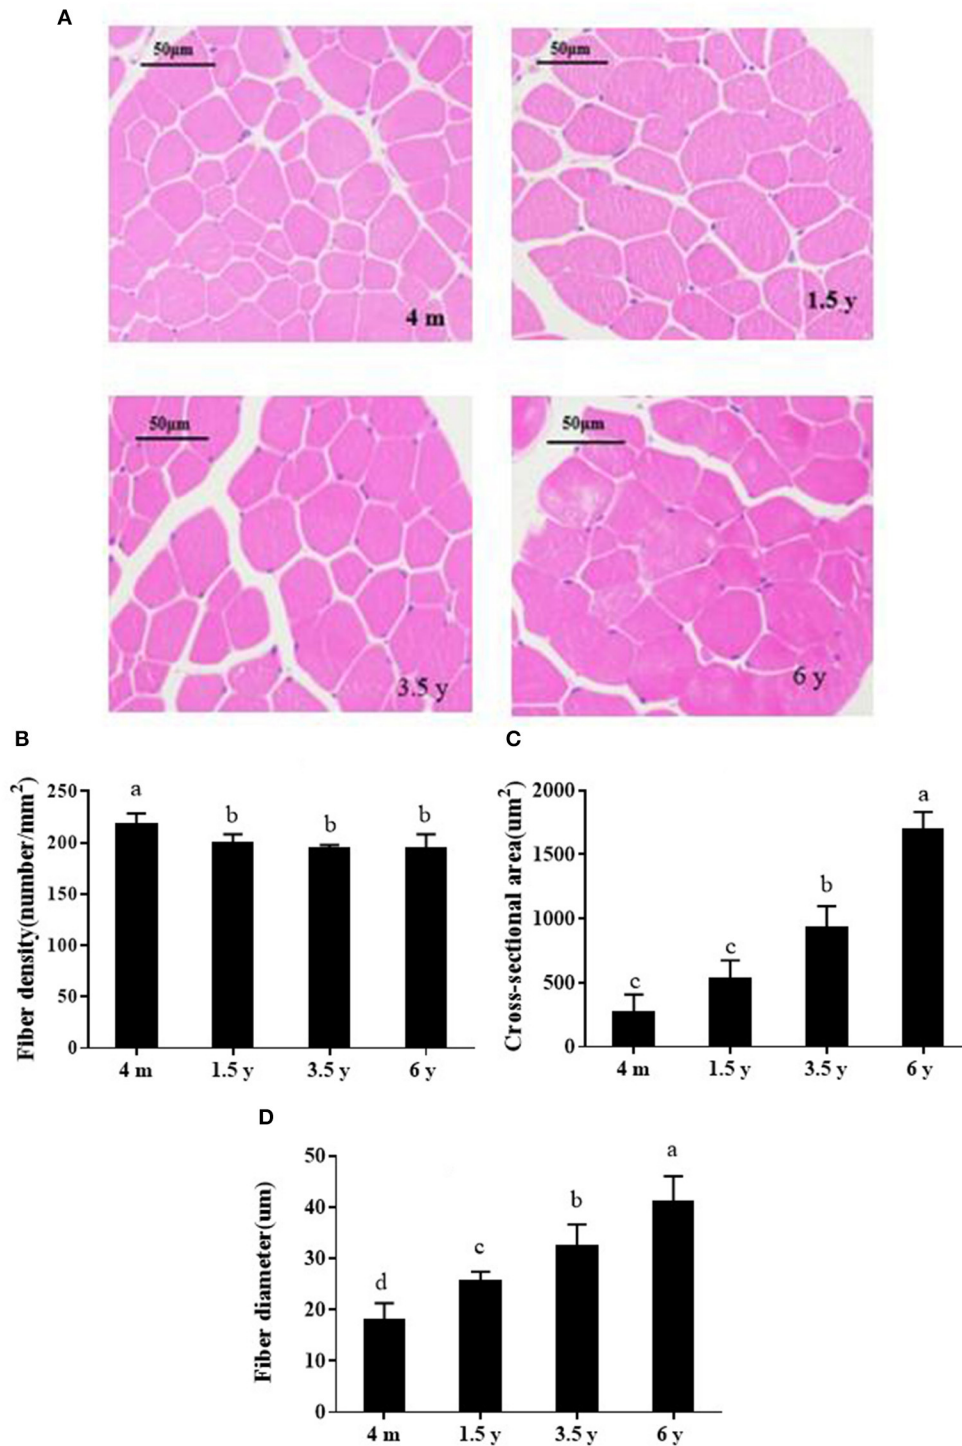 A
50μm
4 m
50μm
1.5 y
50μm
3.5 y
50μm
6 y
B
Fiber density(number/mm²)
250
200
150
100
50
0
a
b
b
b
4 m 1.5 y 3.5 y 6 y
C
Cross-sectional area(um²)
2000
1500
1000
500
0
c
c
b
a
4 m 1.5 y 3.5 y 6 y
D
Fiber diameter(um)
50
40
30
20
10
0
d
c
b
a
4 m 1.5 y 3.5 y 6 y